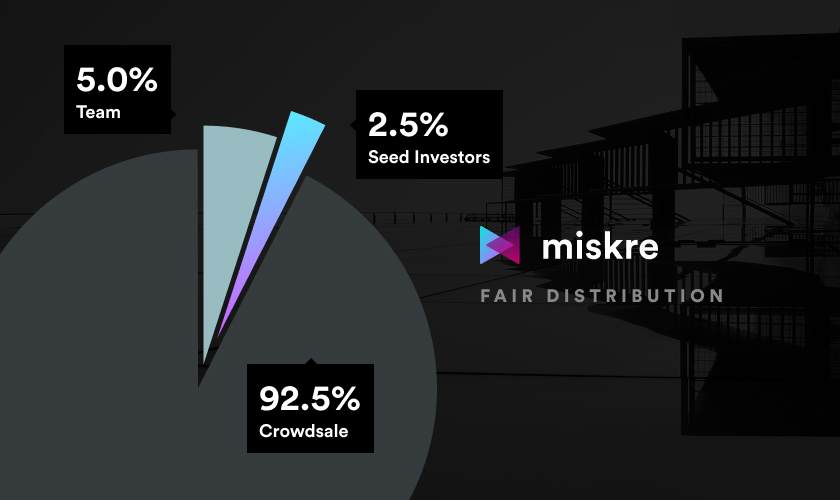 5.0%
Team
2.5%
Seed Investors
miskre
FAIR DISTRIBUTION
92.5%
Crowdsale